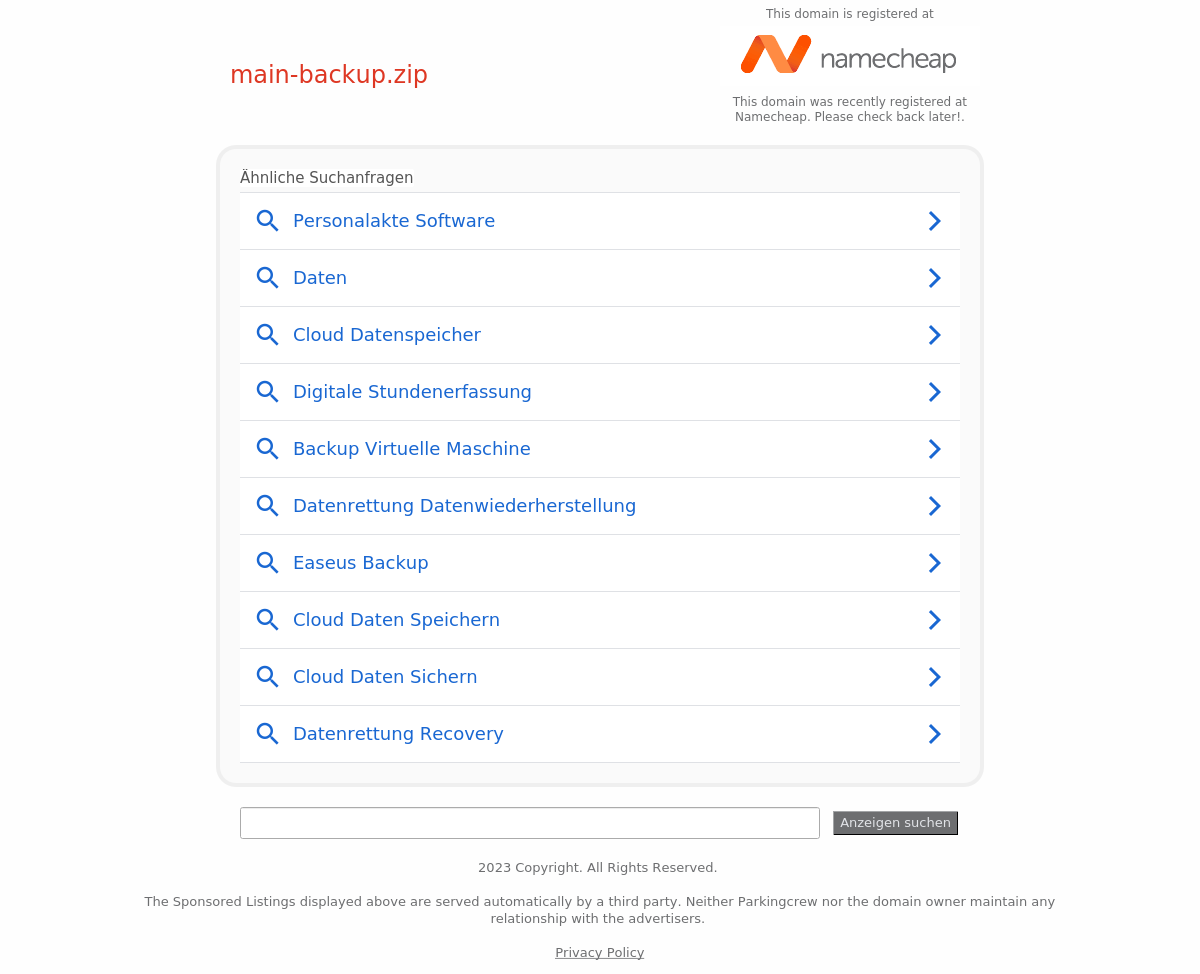 This domain is registered at
namecheap
main-backup.zip
This domain was recently registered at
Namecheap. Please check back later!.
Ähnliche Suchanfragen
Personalakte Software
Daten
Cloud Datenspeicher
Digitale Stundenerfassung
Backup Virtuelle Maschine
Datenrettung Datenwiederherstellung
Easeus Backup
Cloud Daten Speichern
Cloud Daten Sichern
Datenrettung Recovery
Anzeigen suchen
2023 Copyright. All Rights Reserved.
The Sponsored Listings displayed above are served automatically by a third party. Neither Parkingcrew nor the domain owner maintain any
relationship with the advertisers.
Privacy Policy